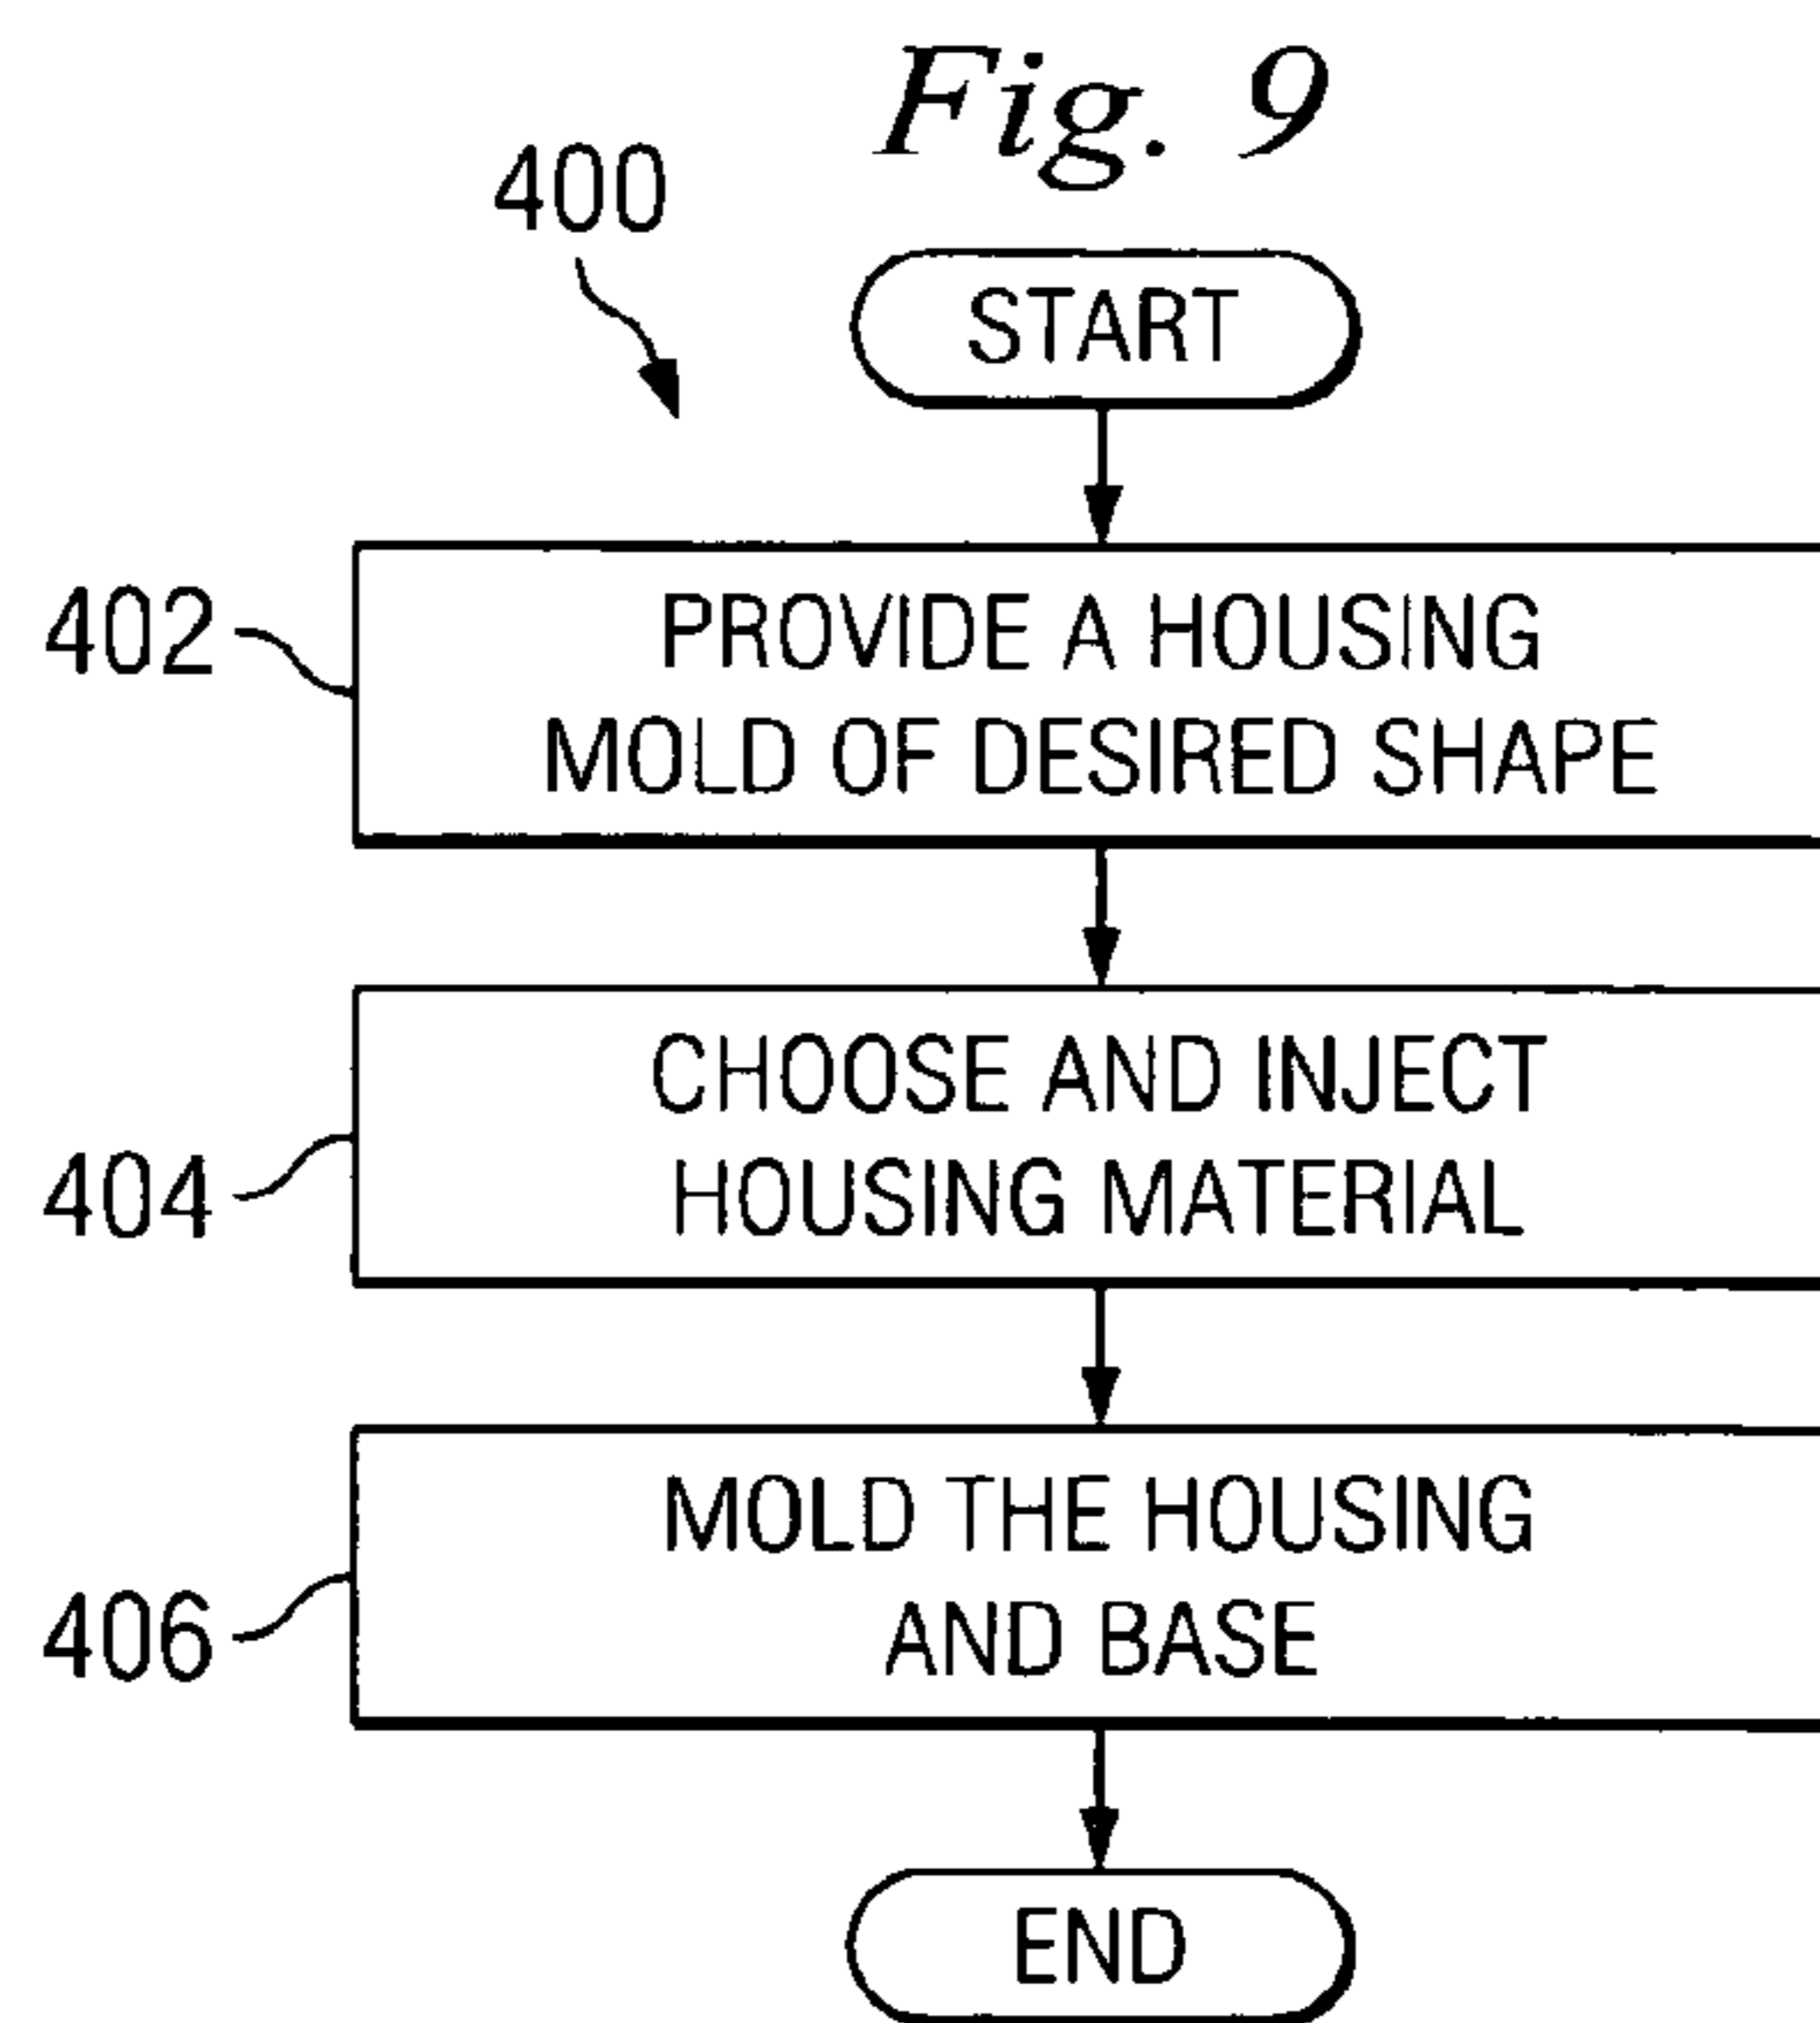 Fig. 9
400
START
402
PROVIDE A HOUSING
MOLD OF DESIRED SHAPE
404
CHOOSE AND INJECT
HOUSING MATERIAL
406
MOLD THE HOUSING
AND BASE
END